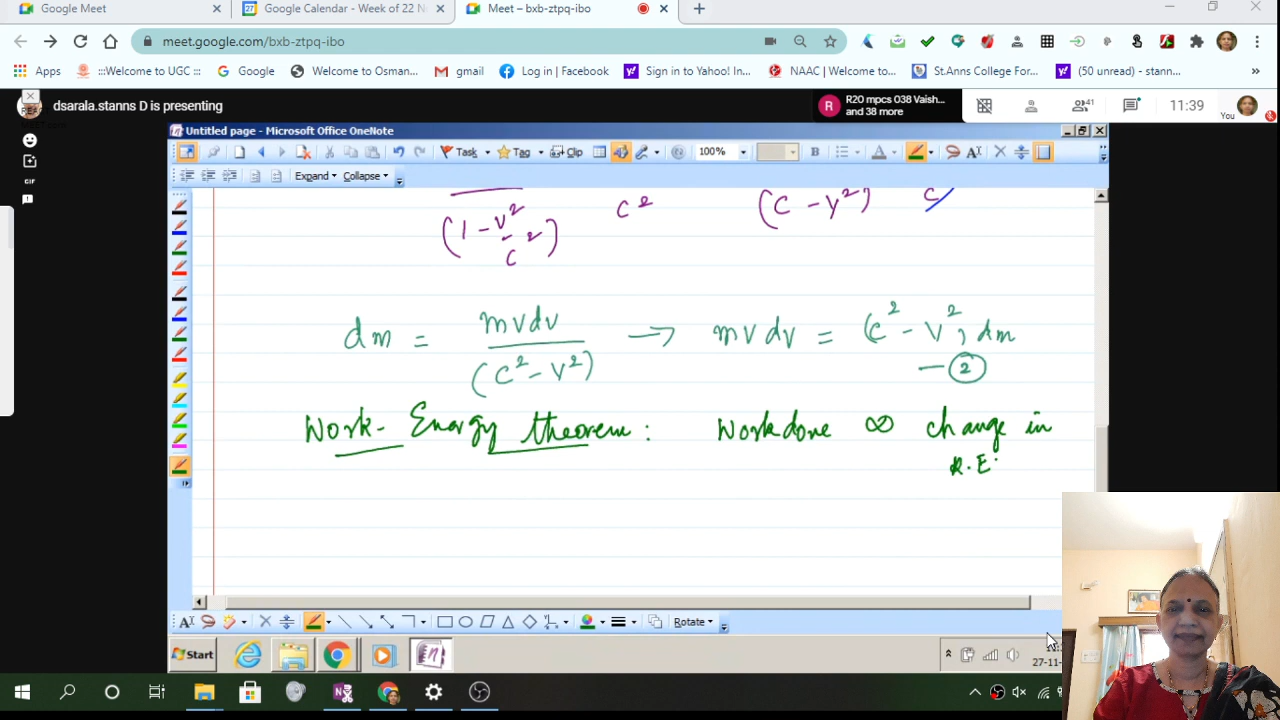 Google Meet
Google Calendar - Week of 22 N
Meet – bxb-ztpq-ibo
meet.google.com/bxb-ztpq-ibo
Apps
:::Welcome to UGC ::...
Google
Welcome to Osman...
gmail
Log in | Facebook
Sign in to Yahoo! In...
NAAC | Welcome to...
St.Anns College For...
(50 unread) - stann...
dsarala.stanns D is presenting
R
R20 mpcs 038 Vaish...
and 38 more
41
11:39
You
GIF
Untitled page - Microsoft Office OneNote
Task
Tag
Clip
100%
B
Expand
Collapse
(1 - v²/c²)
c²
(c - v²)
c
dm = mvdv/(c² - v²) → mvdv = (c² - v²) dm
— 2
Work - Energy theorem : Workdone ∞ change in
K.E.
Rotate
Start
27-11-